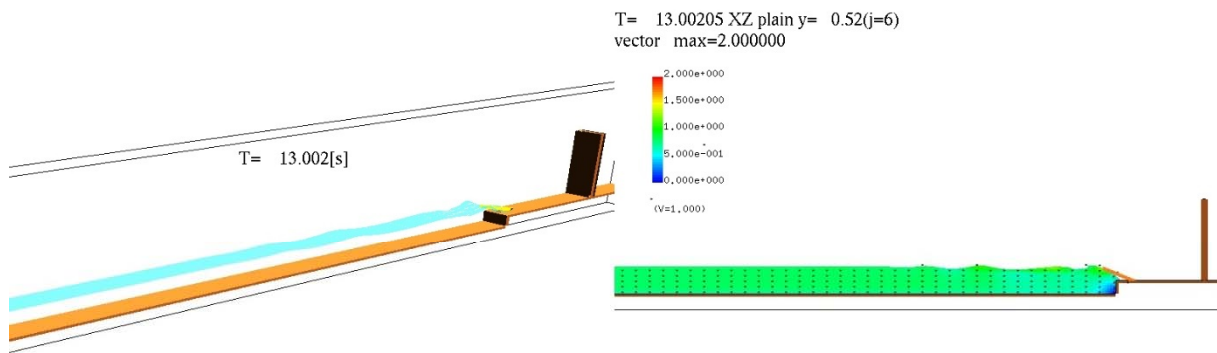 T= 13.002[s]
T= 13.00205 XZ plain y= 0.52(j=6)
vector max=2.000000
2.000e+000
1.500e+000
1.000e+000
5.000e-001
0.000e+000
(V=1.000)